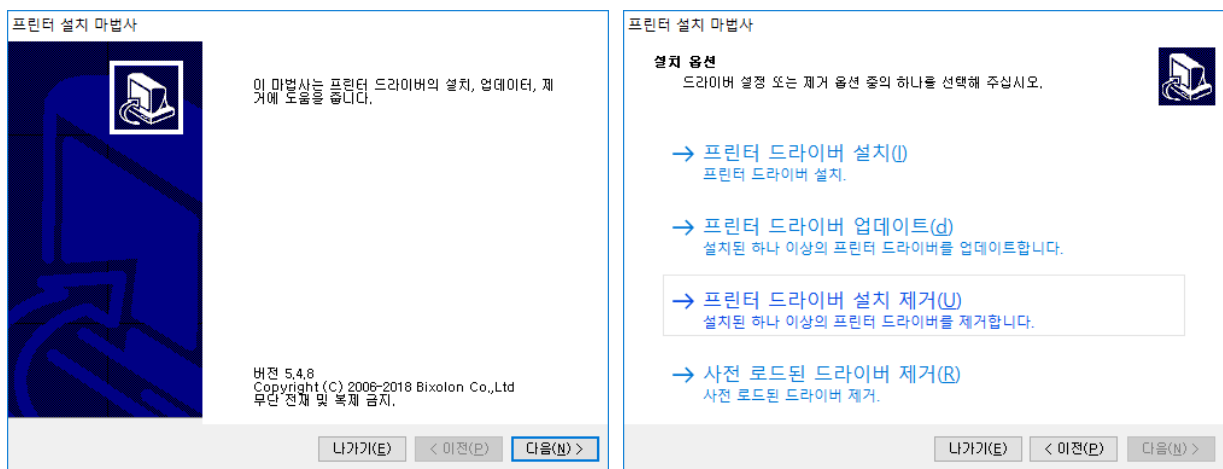 프린터 설치 마법사
이 마법사는 프린터 드라이버의 설치, 업데이터, 제
거에 도움을 줍니다.
버전 5.4.8
Copyright (C) 2006-2018 Bixolon Co.,Ltd
무단 전재 및 복제 금지.
나가기(E)
< 이전(P)
다음(N) >
프린터 설치 마법사
설치 옵션
드라이버 설정 또는 제거 옵션 중의 하나를 선택해 주십시오.
→ 프린터 드라이버 설치(I)
프린터 드라이버 설치.
→ 프린터 드라이버 업데이트(d)
설치된 하나 이상의 프린터 드라이버를 업데이트합니다.
→ 프린터 드라이버 설치 제거(U)
설치된 하나 이상의 프린터 드라이버를 제거합니다.
→ 사전 로드된 드라이버 제거(R)
사전 로드된 드라이버 제거.
나가기(E)
< 이전(P)
다음(N) >